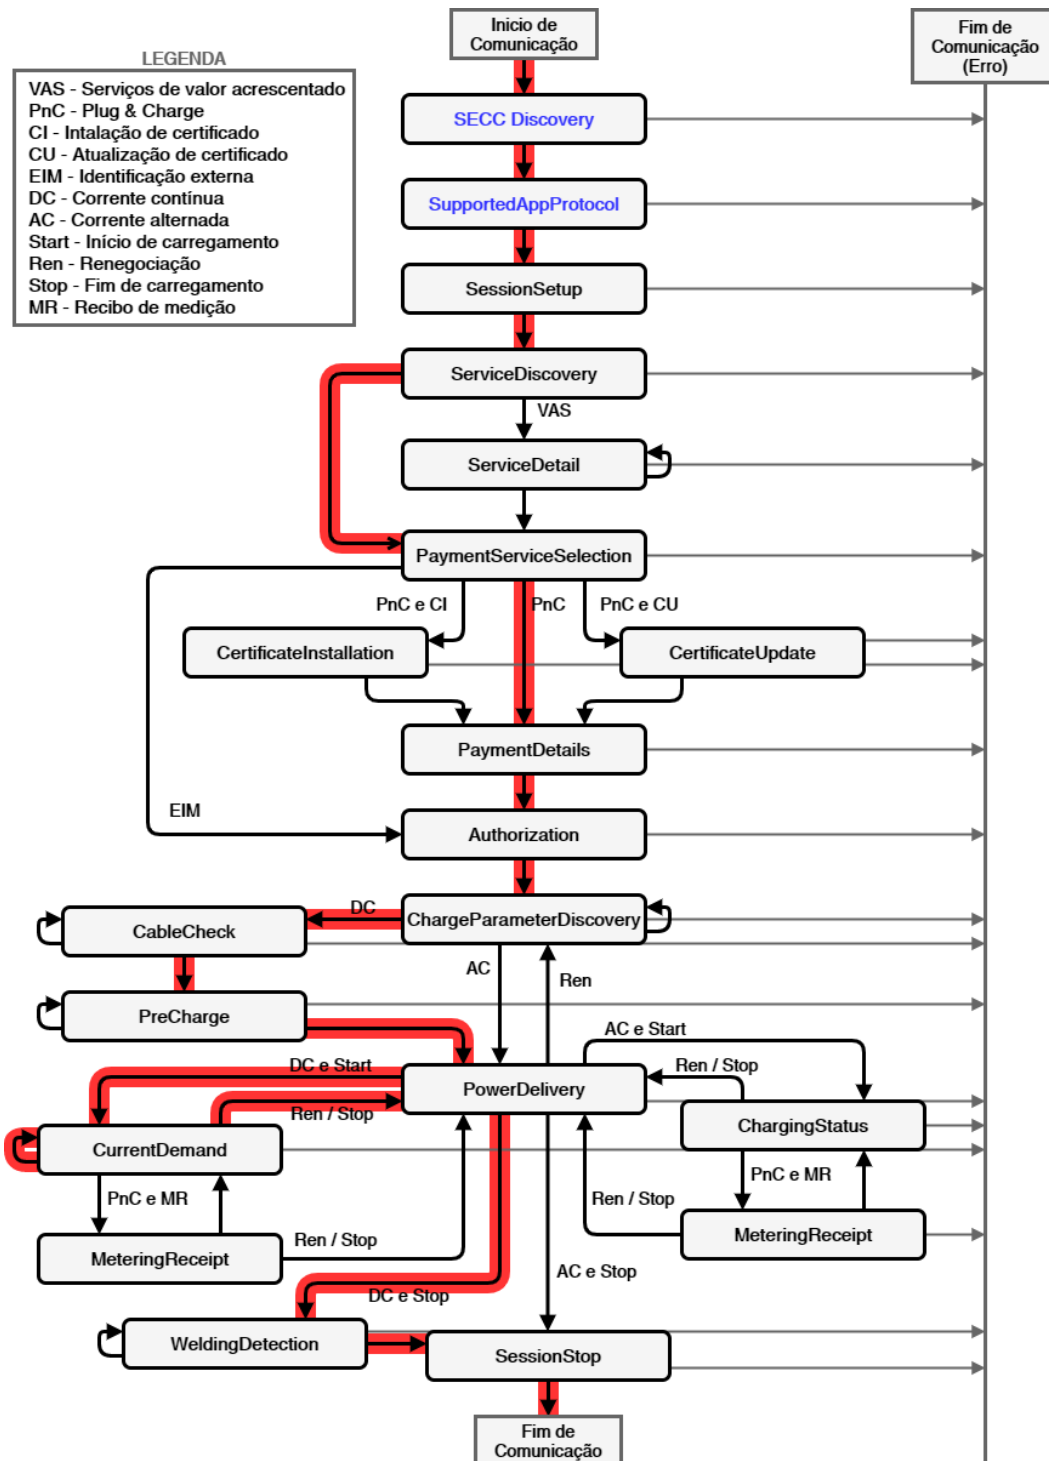 Inicio de
Comunicação
Fim de
Comunicação
(Erro)
LEGENDA
VAS - Serviços de valor acrescentado
PnC - Plug & Charge
CI - Intalação de certificado
CU - Atualização de certificado
EIM - Identificação externa
DC - Corrente contínua
AC - Corrente alternada
Start - Início de carregamento
Ren - Renegociação
Stop - Fim de carregamento
MR - Recibo de medição
SECC Discovery
SupportedAppProtocol
SessionSetup
ServiceDiscovery
VAS
ServiceDetail
PaymentServiceSelection
PnC e CI
PnC
PnC e CU
CertificateInstallation
CertificateUpdate
PaymentDetails
EIM
Authorization
DC
ChargeParameterDiscovery
CableCheck
AC
Ren
PreCharge
AC e Start
DC e Start
Ren / Stop
PowerDelivery
Ren / Stop
ChargingStatus
CurrentDemand
PnC e MR
PnC e MR
Ren / Stop
Ren / Stop
MeteringReceipt
MeteringReceipt
AC e Stop
DC e Stop
WeldingDetection
SessionStop
Fim de
Comunicação